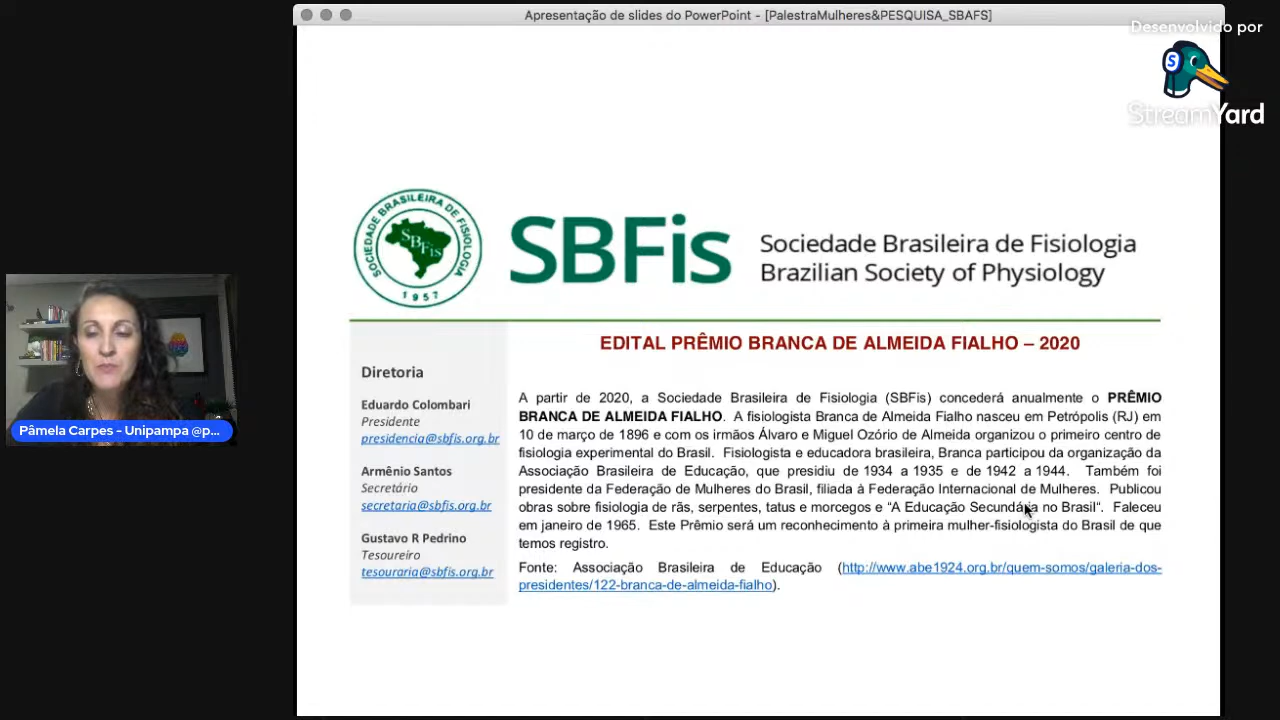 Apresentação de slides do PowerPoint - [PalestraMulheres&PESQUISA_SBAFS]
Desenvolvido por
S
StreamYard
SOCIEDADE BRASILEIRA DE FISIOLOGIA
SBFis
1957
SBFis
Sociedade Brasileira de Fisiologia
Brazilian Society of Physiology
EDITAL PRÊMIO BRANCA DE ALMEIDA FIALHO – 2020
Diretoria
Eduardo Colombari
Presidente
presidencia@sbfis.org.br
Armênio Santos
Secretário
secretaria@sbfis.org.br
Gustavo R Pedrino
Tesoureiro
tesouraria@sbfis.org.br
A partir de 2020, a Sociedade Brasileira de Fisiologia (SBFis) concederá anualmente o PRÊMIO
BRANCA DE ALMEIDA FIALHO. A fisiologista Branca de Almeida Fialho nasceu em Petrópolis (RJ) em
10 de março de 1896 e com os irmãos Álvaro e Miguel Ozório de Almeida organizou o primeiro centro de
fisiologia experimental do Brasil. Fisiologista e educadora brasileira, Branca participou da organização da
Associação Brasileira de Educação, que presidiu de 1934 a 1935 e de 1942 a 1944. Também foi
presidente da Federação de Mulheres do Brasil, filiada à Federação Internacional de Mulheres. Publicou
obras sobre fisiologia de rãs, serpentes, tatus e morcegos e “A Educação Secundária no Brasil“. Faleceu
em janeiro de 1965. Este Prêmio será um reconhecimento à primeira mulher-fisiologista do Brasil de que
temos registro.
Fonte: Associação Brasileira de Educação (http://www.abe1924.org.br/quem-somos/galeria-dos-
presidentes/122-branca-de-almeida-fialho).
Pâmela Carpes - Unipampa @p...